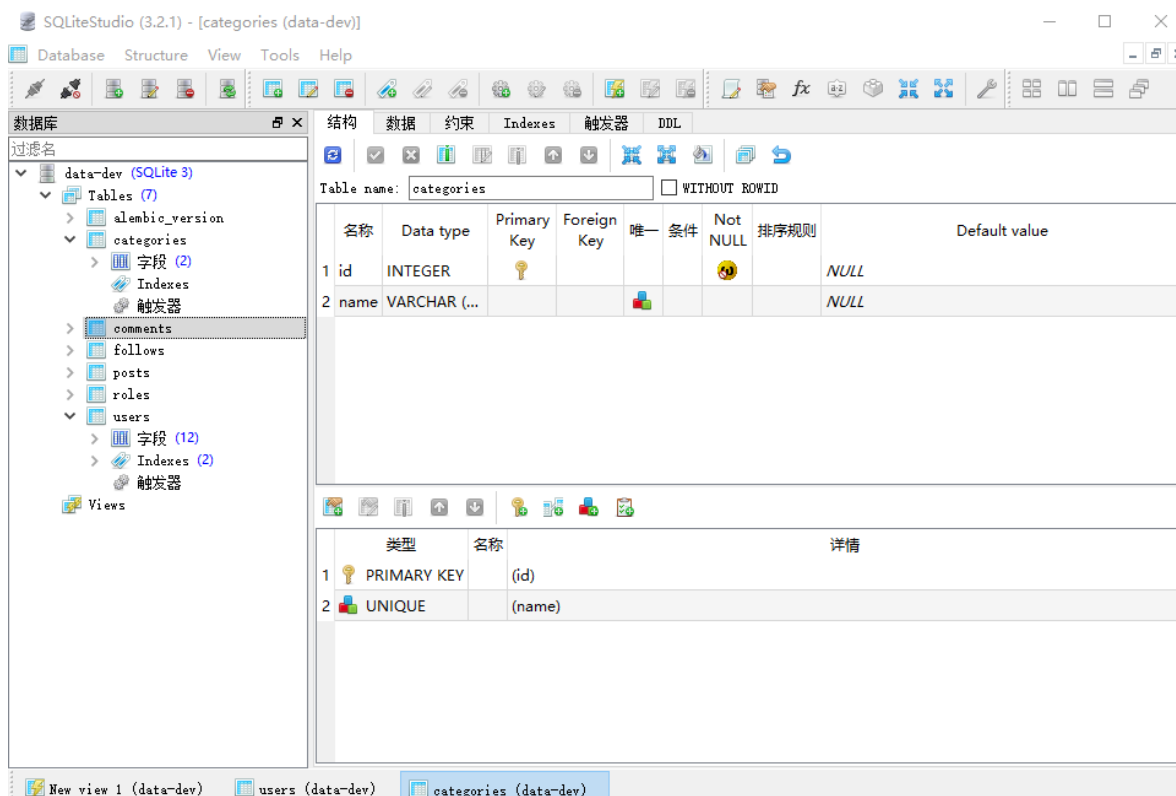 SQLiteStudio (3.2.1) - [categories (data-dev)]
Database Structure View Tools Help
数据库
过滤名
data-dev (SQLite 3)
Tables (7)
alembic_version
categories
字段 (2)
Indexes
触发器
comments
follows
posts
roles
users
字段 (12)
Indexes (2)
触发器
Views
结构 数据 约束 Indexes 触发器 DDL
Table name: categories WITHOUT ROWID
名称 Data type Primary Key Foreign Key 唯一 条件 Not NULL 排序规则 Default value
1 id INTEGER NULL
2 name VARCHAR (... NULL
类型 名称 详情
1 PRIMARY KEY (id)
2 UNIQUE (name)
New view 1 (data-dev) users (data-dev) categories (data-dev)